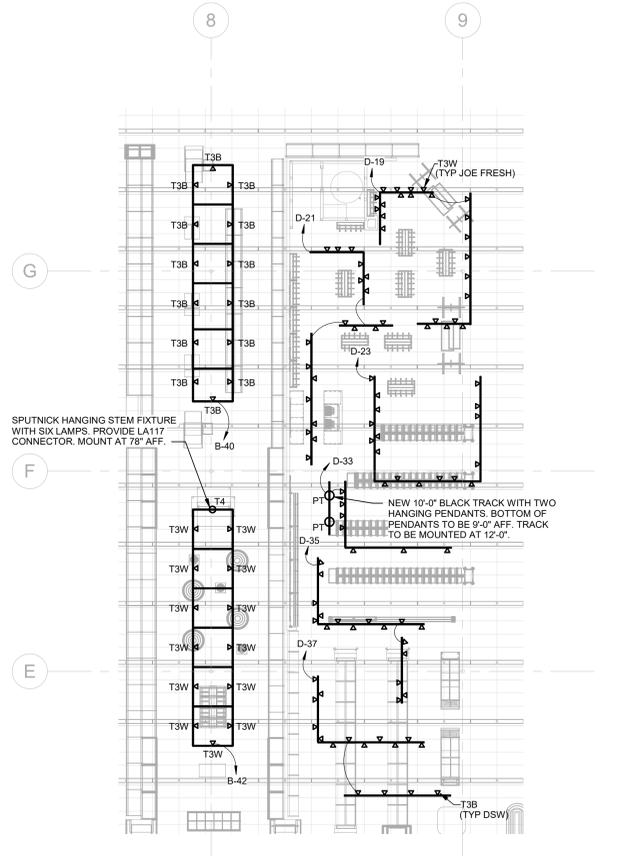 8
9
T3B
D-19
T3W
(TYP JOE FRESH)
T3B
T3B
D-21
T3B
T3B
G
T3B
T3B
T3B
T3B
T3B
T3B
D-23
T3B
T3B
T3B
SPUTNICK HANGING STEM FIXTURE
WITH SIX LAMPS. PROVIDE LA117
CONNECTOR. MOUNT AT 78" AFF.
B-40
F
D-33
T4
PT
PT
NEW 10'-0" BLACK TRACK WITH TWO
HANGING PENDANTS. BOTTOM OF
PENDANTS TO BE 9'-0" AFF. TRACK
TO BE MOUNTED AT 12'-0".
T3W
T3W
D-35
T3W
T3W
T3W
T3W
T3W
T3W
D-37
E
T3W
T3W
T3W
T3W
T3W
B-42
T3B
(TYP DSW)